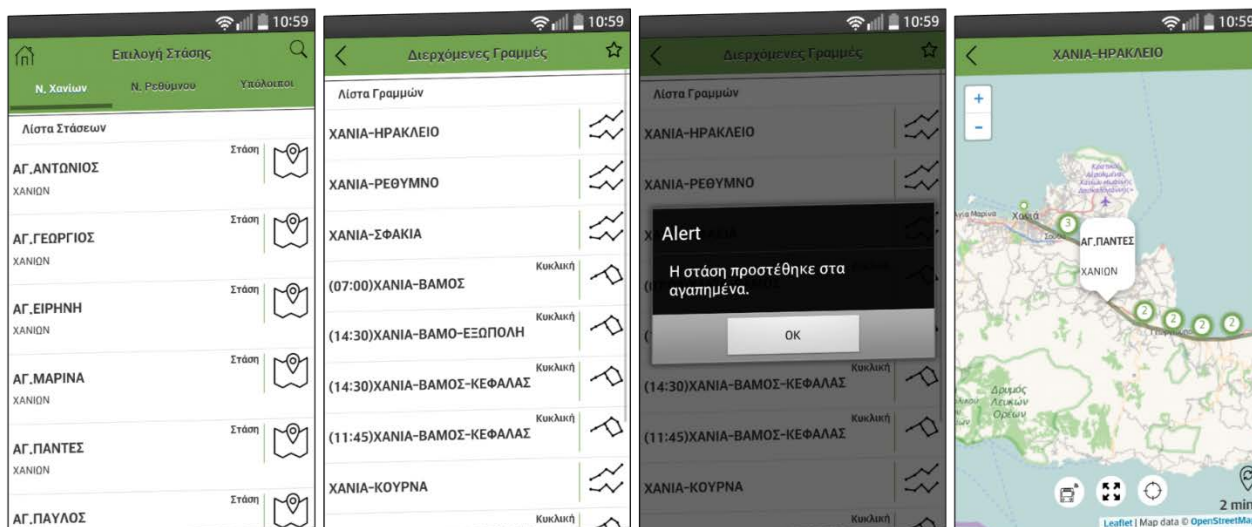 10:59
Επιλογή Στάσης
Ν. Χανίων Ν. Ρεθύμνου Υπόλοιποι
Λίστα Στάσεων
Στάση
ΑΓ.ΑΝΤΩΝΙΟΣ
ΧΑΝΙΩΝ
Στάση
ΑΓ.ΓΕΩΡΓΙΟΣ
ΧΑΝΙΩΝ
Στάση
ΑΓ.ΕΙΡΗΝΗ
ΧΑΝΙΩΝ
Στάση
ΑΓ.ΜΑΡΙΝΑ
ΧΑΝΙΩΝ
Στάση
ΑΓ.ΠΑΝΤΕΣ
ΧΑΝΙΩΝ
Στάση
ΑΓ.ΠΑΥΛΟΣ
10:59
Διερχόμενες Γραμμές
Λίστα Γραμμών
ΧΑΝΙΑ-ΗΡΑΚΛΕΙΟ
ΧΑΝΙΑ-ΡΕΘΥΜΝΟ
ΧΑΝΙΑ-ΣΦΑΚΙΑ
Κυκλική
(07:00)ΧΑΝΙΑ-ΒΑΜΟΣ
Κυκλική
(14:30)ΧΑΝΙΑ-ΒΑΜΟ-ΕΞΩΠΟΛΗ
Κυκλική
(14:30)ΧΑΝΙΑ-ΒΑΜΟΣ-ΚΕΦΑΛΑΣ
Κυκλική
(11:45)ΧΑΝΙΑ-ΒΑΜΟΣ-ΚΕΦΑΛΑΣ
ΧΑΝΙΑ-ΚΟΥΡΝΑ
Κυκλική
10:59
Διερχόμενες Γραμμές
Λίστα Γραμμών
ΧΑΝΙΑ-ΗΡΑΚΛΕΙΟ
ΧΑΝΙΑ-ΡΕΘΥΜΝΟ
Alert
Η στάση προστέθηκε στα
αγαπημένα.
OK
Κυκλική
(14:30)ΧΑΝΙΑ-ΒΑΜΟΣ-ΚΕΦΑΛΑΣ
Κυκλική
(11:45)ΧΑΝΙΑ-ΒΑΜΟΣ-ΚΕΦΑΛΑΣ
ΧΑΝΙΑ-ΚΟΥΡΝΑ
Κυκλική
10:59
ΧΑΝΙΑ-ΗΡΑΚΛΕΙΟ
+
-
Χανιά
3
ΑΓ.ΠΑΝΤΕΣ
ΧΑΝΙΩΝ
2
2
2
2
Δρυμός
Λευκών
Ορέων
2 min
Leaflet | Map data © OpenStreetMa